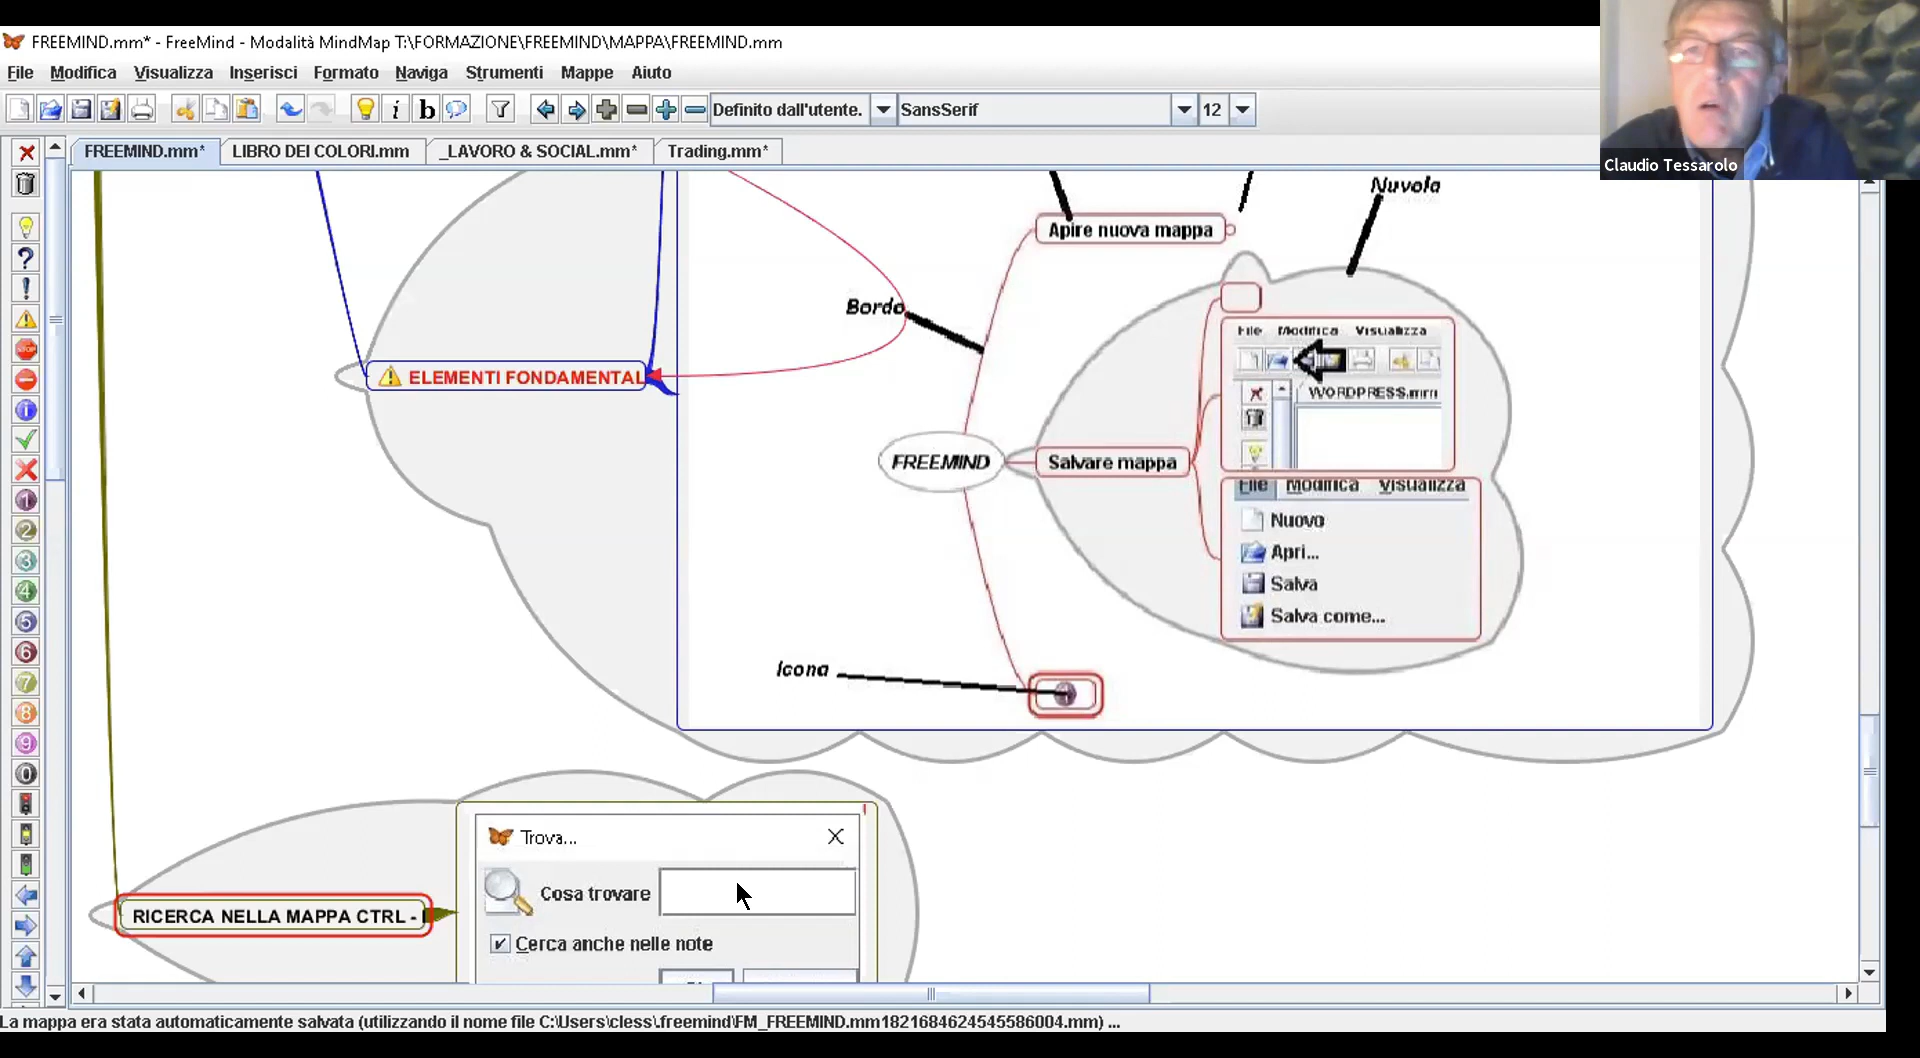 FREEMIND.mm* - FreeMind - Modalità MindMap T:\FORMAZIONE\FREEMIND\MAPPA\FREEMIND.mm
File Modifica Visualizza Inserisci Formato Naviga Strumenti Mappe Aiuto
Definito dall'utente. SansSerif 12
Claudio Tessarolo
FREEMIND.mm* LIBRO DEI COLORI.mm _LAVORO & SOCIAL.mm* Trading.mm*
Nuvola
Apire nuova mappa
Bordo
File Modifica Visualizza
WORDPRESS.mm
ELEMENTI FONDAMENTAL
FREEMIND
Salvare mappa
File Modifica Visualizza
Nuovo
Apri...
Salva
Salva come...
Icona
Trova...
Cosa trovare
RICERCA NELLA MAPPA CTRL -
Cerca anche nelle note
La mappa era stata automaticamente salvata (utilizzando il nome file C:\Users\cless\.freemind\FM_FREEMIND.mm1821684624545586004.mm) ...